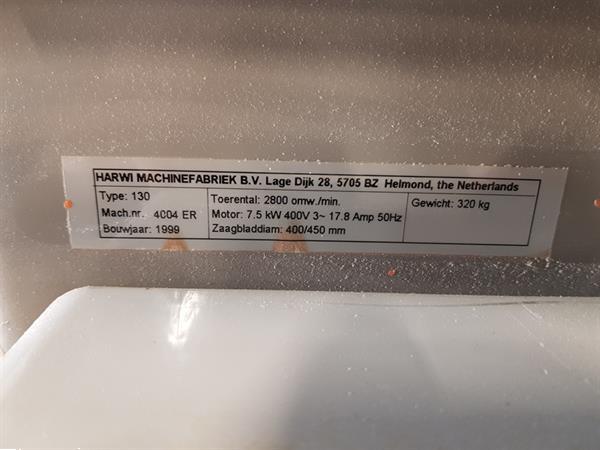 HARWI MACHINEFABRIEK B.V. Lage Dijk 28, 5705 BZ Helmond, the Netherlands
Type: 130
Mach.nr. 4004 ER
Bouwjaar: 1999
Toerental: 2800 omw./min.
Motor: 7.5 kW 400V 3~ 17.8 Amp 50Hz
Zaagbladdiam: 400/450 mm
Gewicht: 320 kg